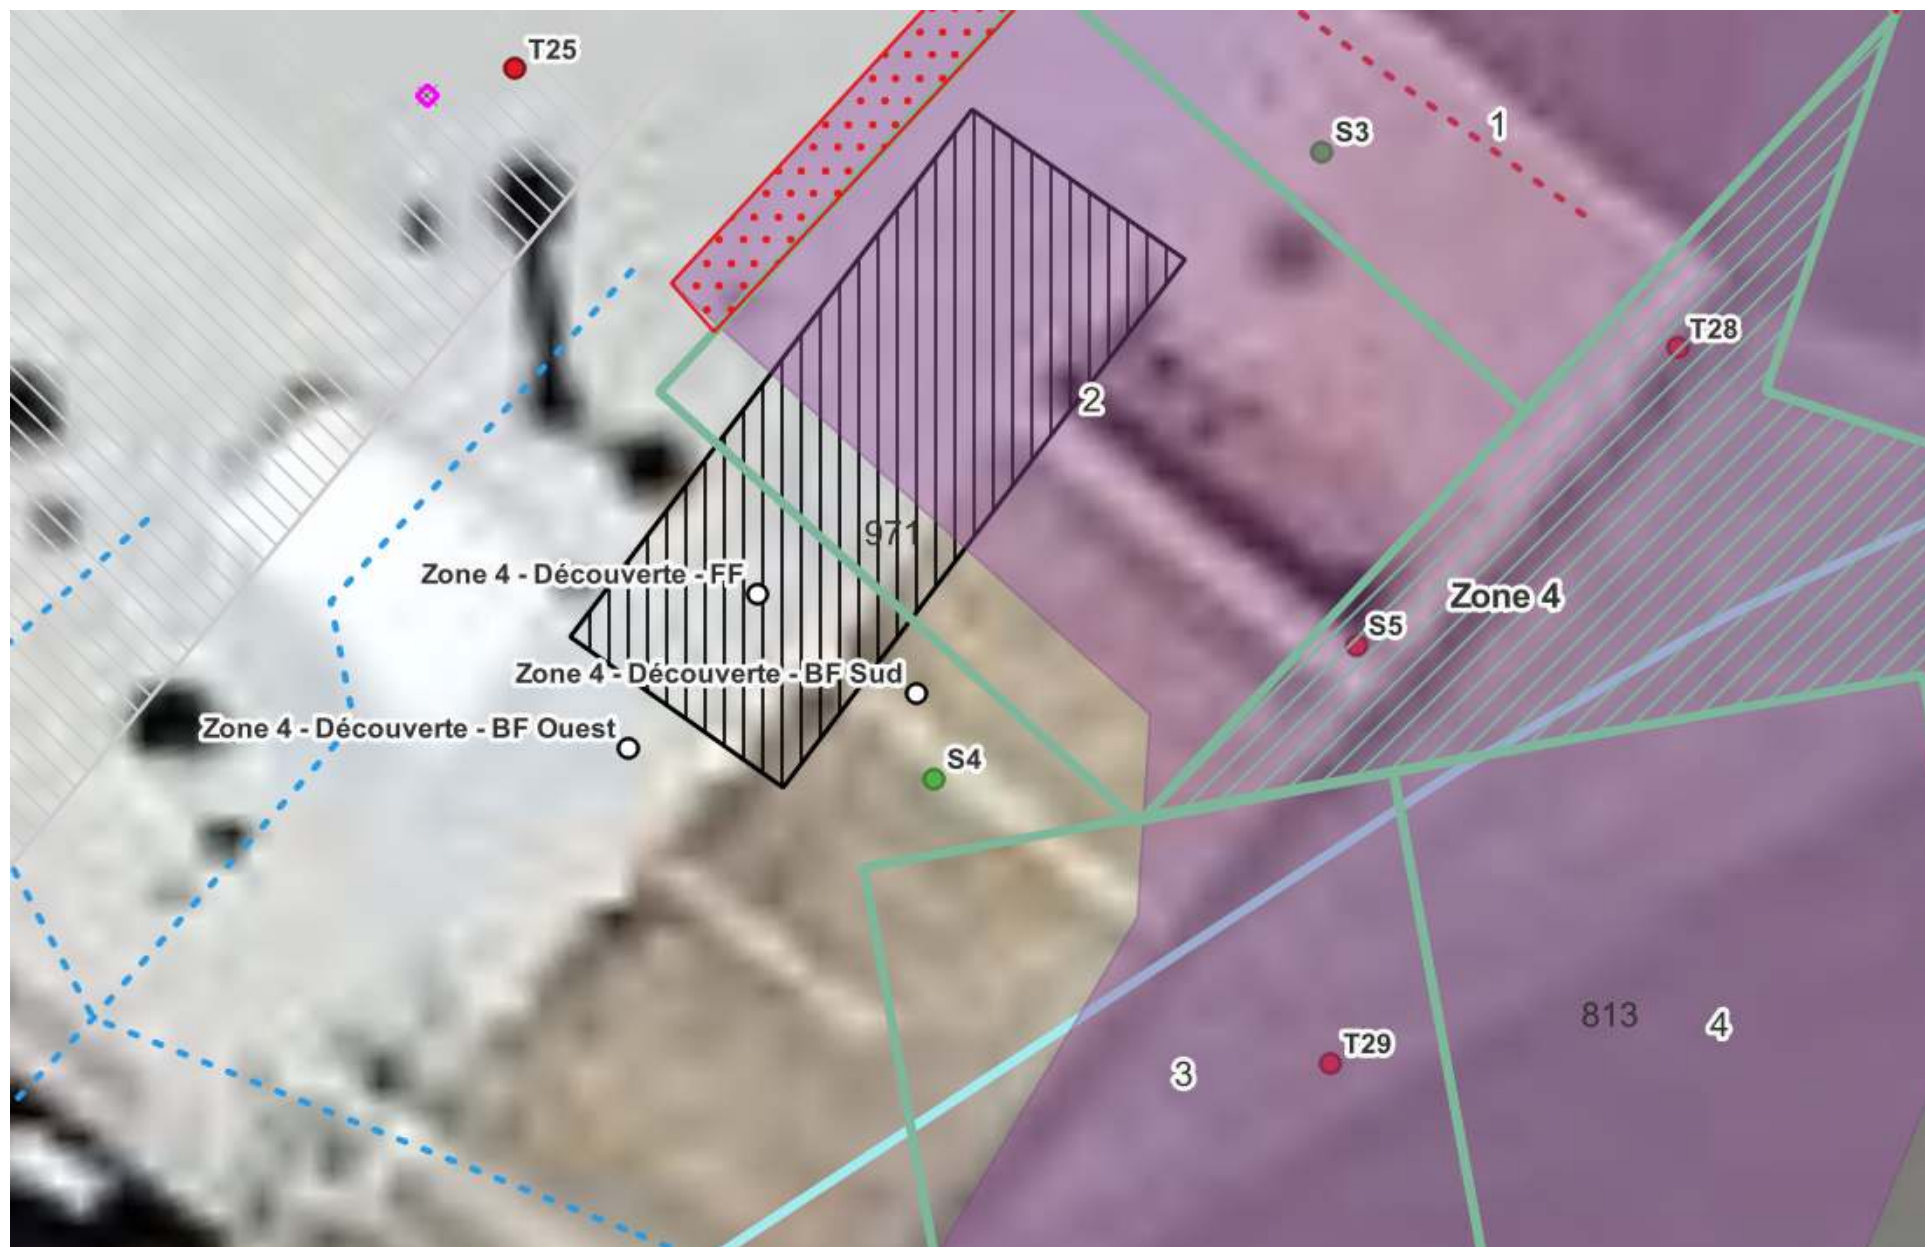 T25
1
S3
T28
2
971
Zone 4 - Découverte - FF
Zone 4
S5
Zone 4 - Découverte - BF Sud
Zone 4 - Découverte - BF Ouest
S4
813
4
T29
3